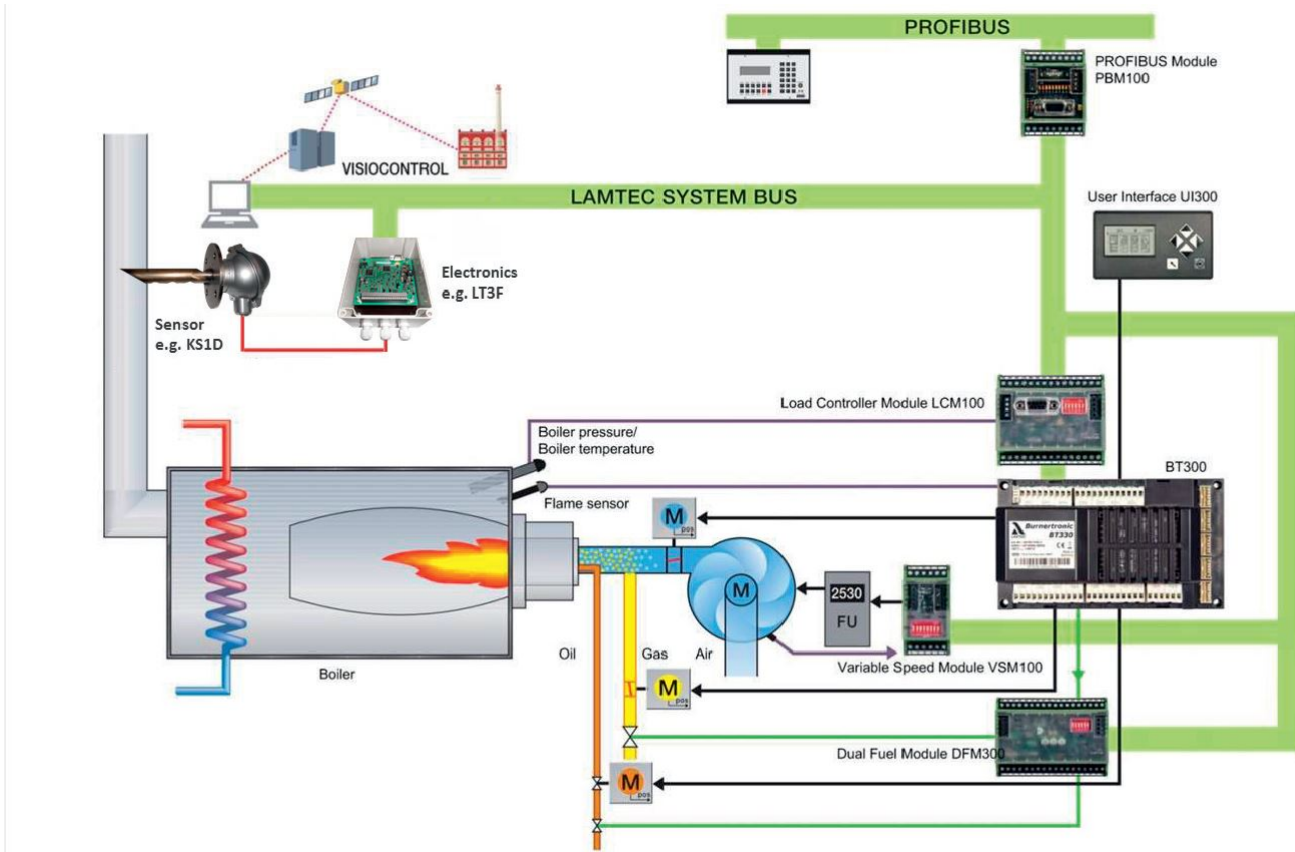 PROFIBUS
PROFIBUS Module
PBM100
VISIOCONTROL
LAMTEC SYSTEM BUS
User Interface UI300
Electronics
e.g. LT3F
Sensor
e.g. KS1D
Load Controller Module LCM100
Boiler pressure/
Boiler temperature
BT300
Flame sensor
M
pos
Burnertronic
BT330
LAMTEC
M
2530
FU
Oil
Gas
Air
Variable Speed Module VSM100
Boiler
M
pos
Dual Fuel Module DFM300
M
pos